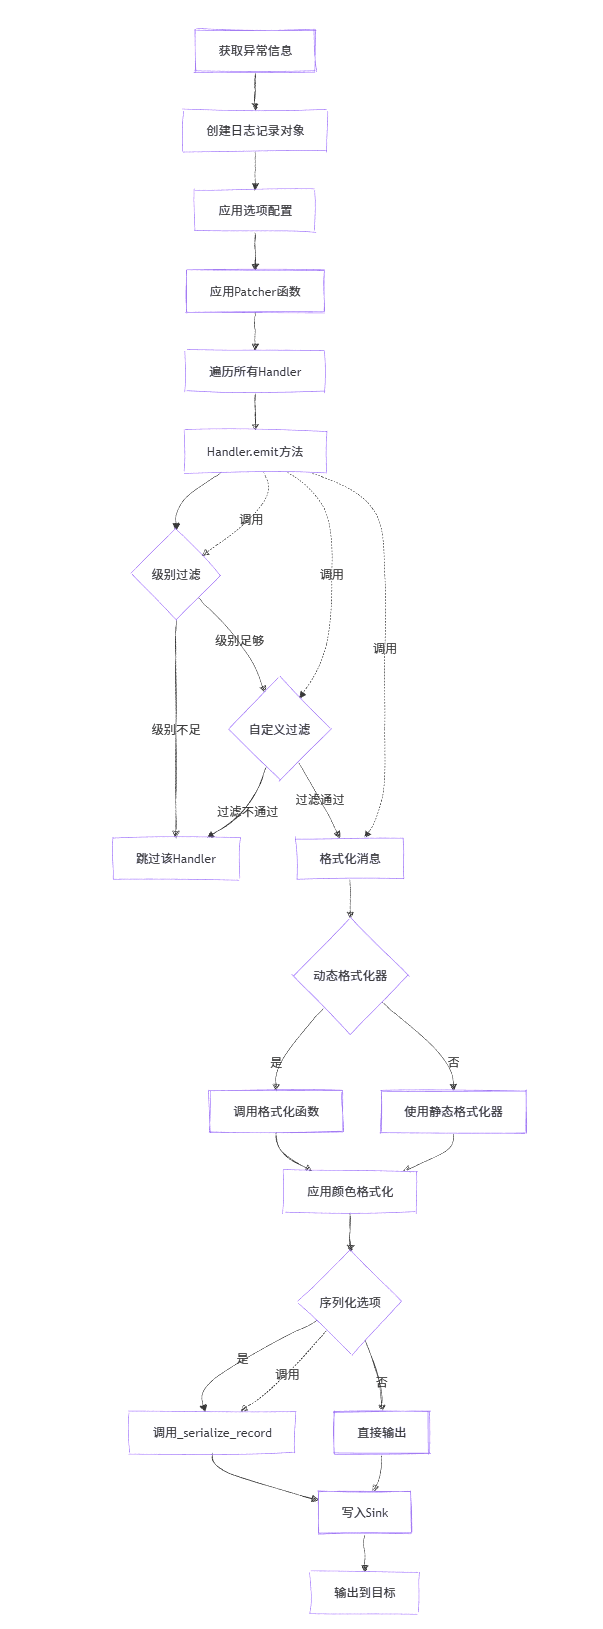 获取异常信息
创建日志记录对象
应用选项配置
应用Patcher函数
遍历所有Handler
Handler.emit方法
调用
级别过滤
调用
级别足够
调用
级别不足
自定义过滤
过滤通过
过滤不通过
跳过该Handler
格式化消息
动态格式化器
是
否
调用格式化函数
使用静态格式化器
应用颜色格式化
序列化选项
是
调用
否
调用_serialize_record
直接输出
写入Sink
输出到目标